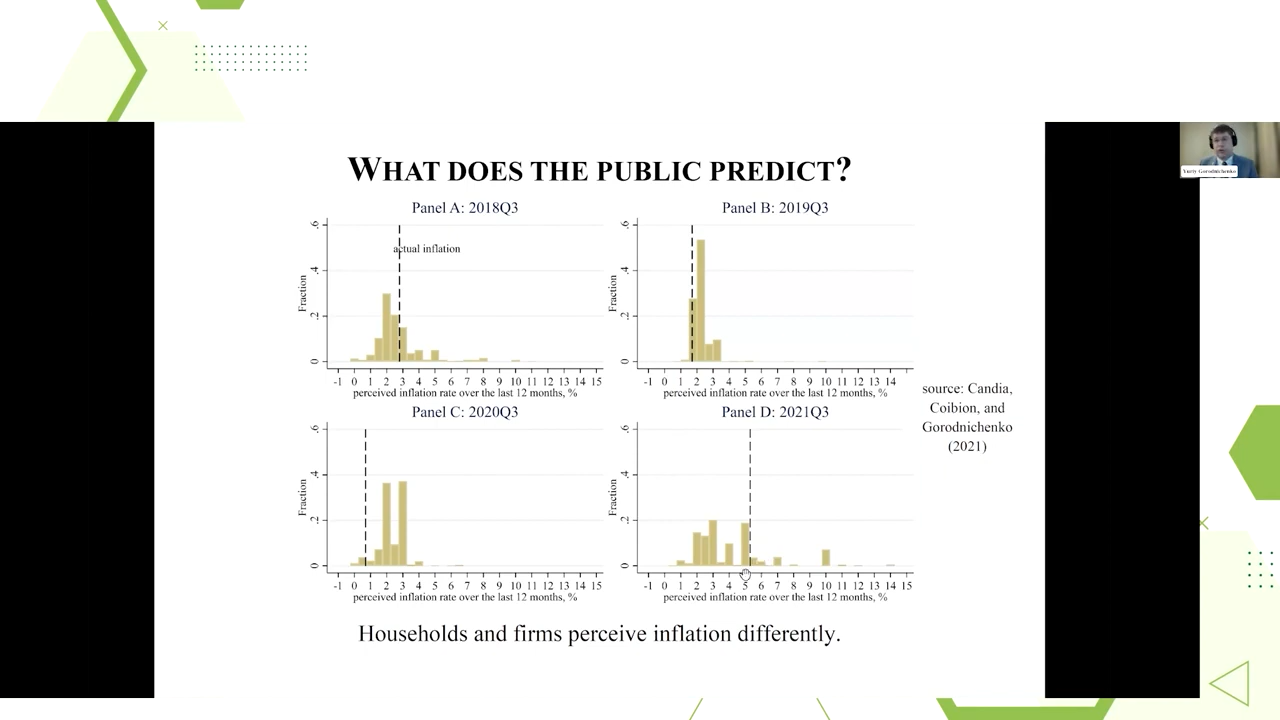 WHAT DOES THE PUBLIC PREDICT?
Panel A: 2018Q3
.6
.4
.2
0
Fraction
actual inflation
-1 0 1 2 3 4 5 6 7 8 9 10 11 12 13 14 15
perceived inflation rate over the last 12 months, %
Panel B: 2019Q3
.6
.4
.2
0
Fraction
-1 0 1 2 3 4 5 6 7 8 9 10 11 12 13 14
perceived inflation rate over the last 12 months, %
Panel C: 2020Q3
.6
.4
.2
0
Fraction
-1 0 1 2 3 4 5 6 7 8 9 10 11 12 13 14 15
perceived inflation rate over the last 12 months, %
Panel D: 2021Q3
.6
.4
.2
0
Fraction
-1 0 1 2 3 4 5 6 7 8 9 10 11 12 13 14 15
perceived inflation rate over the last 12 months, %
source: Candia,
Coibion, and
Gorodnichenko
(2021)
Households and firms perceive inflation differently.
Yuriy Gorodnichenko